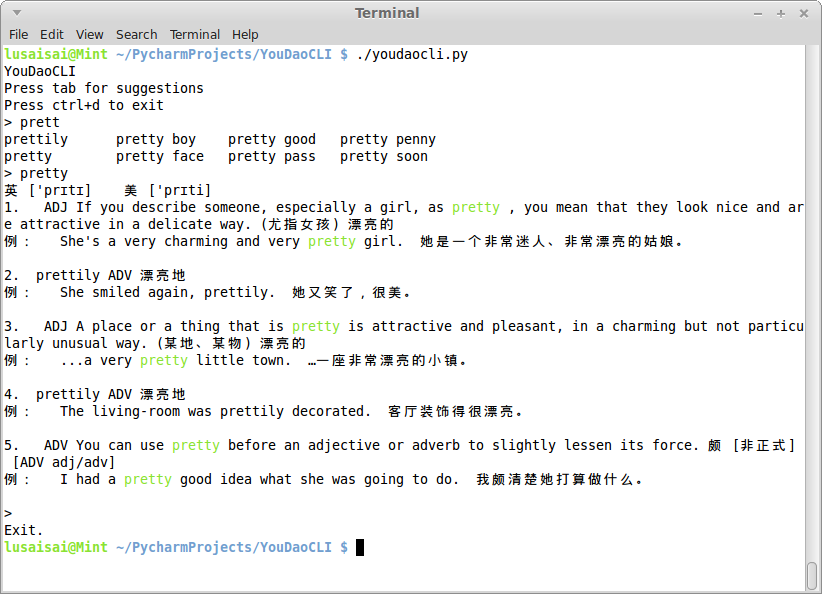 Terminal
File Edit View Search Terminal Help
lusaisai@Mint ~/PycharmProjects/YouDaoCLI $ ./youdaocli.py
YouDaoCLI
Press tab for suggestions
Press ctrl+d to exit
> prett
prettily      pretty boy    pretty good   pretty penny
pretty        pretty face   pretty pass   pretty soon
> pretty
英 ['prɪtɪ]    美 ['prɪti]
1.   ADJ If you describe someone, especially a girl, as pretty , you mean that they look nice and ar
e attractive in a delicate way. (尤指女孩) 漂亮的
例：   She's a very charming and very pretty girl.  她是一个非常迷人、非常漂亮的姑娘。
2.  prettily ADV 漂亮地
例：   She smiled again, prettily.  她又笑了，很美。
3.   ADJ A place or a thing that is pretty is attractive and pleasant, in a charming but not particu
larly unusual way. (某地、某物) 漂亮的
例：   ...a very pretty little town.  …一座非常漂亮的小镇。
4.  prettily ADV 漂亮地
例：   The living-room was prettily decorated.  客厅装饰得很漂亮。
5.   ADV You can use pretty before an adjective or adverb to slightly lessen its force. 颇 [非正式]
 [ADV adj/adv]
例：   I had a pretty good idea what she was going to do.  我颇清楚她打算做什么。
>
Exit.
lusaisai@Mint ~/PycharmProjects/YouDaoCLI $